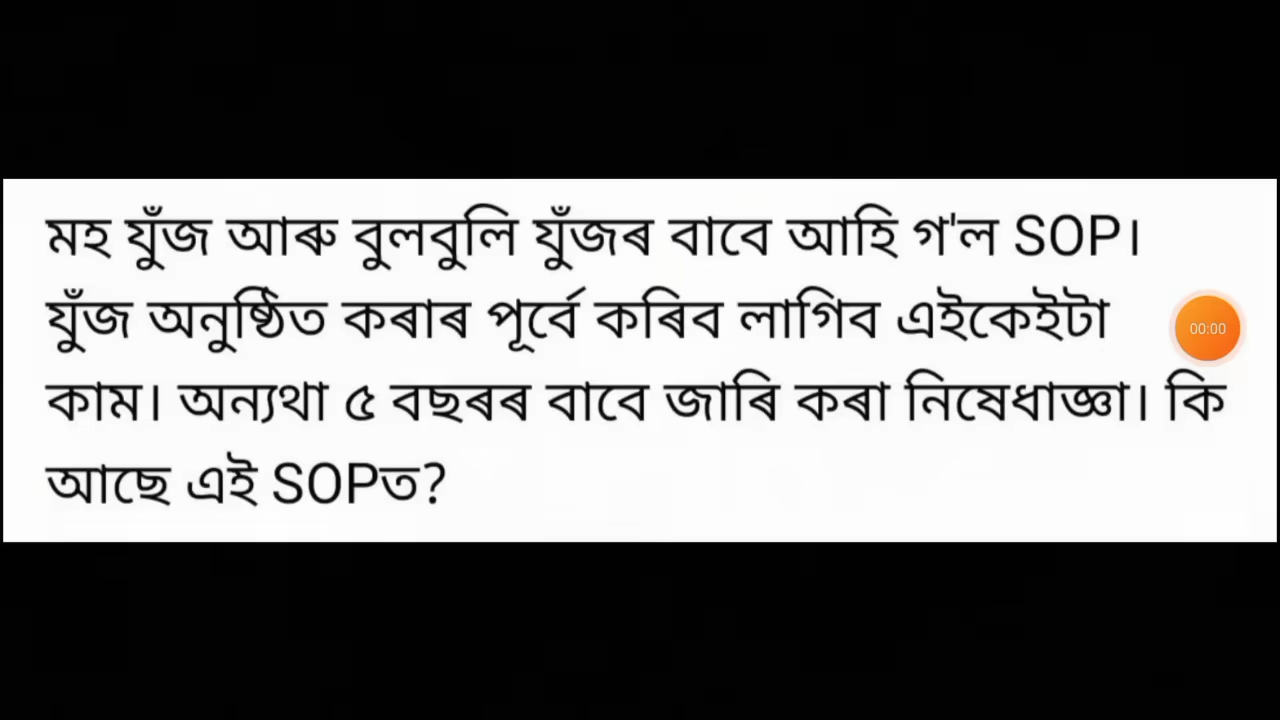 মহ যুঁজ আৰু বুলবুলি যুঁজৰ বাবে আহি গ'ল SOP।
যুঁজ অনুষ্ঠিত কৰাৰ পূৰ্বে কৰিব লাগিব এইকেইটা
00:00
কাম। অন্যথা ৫ বছৰৰ বাবে জাৰি কৰা নিষেধাজ্ঞা। কি
আছে এই SOPত?